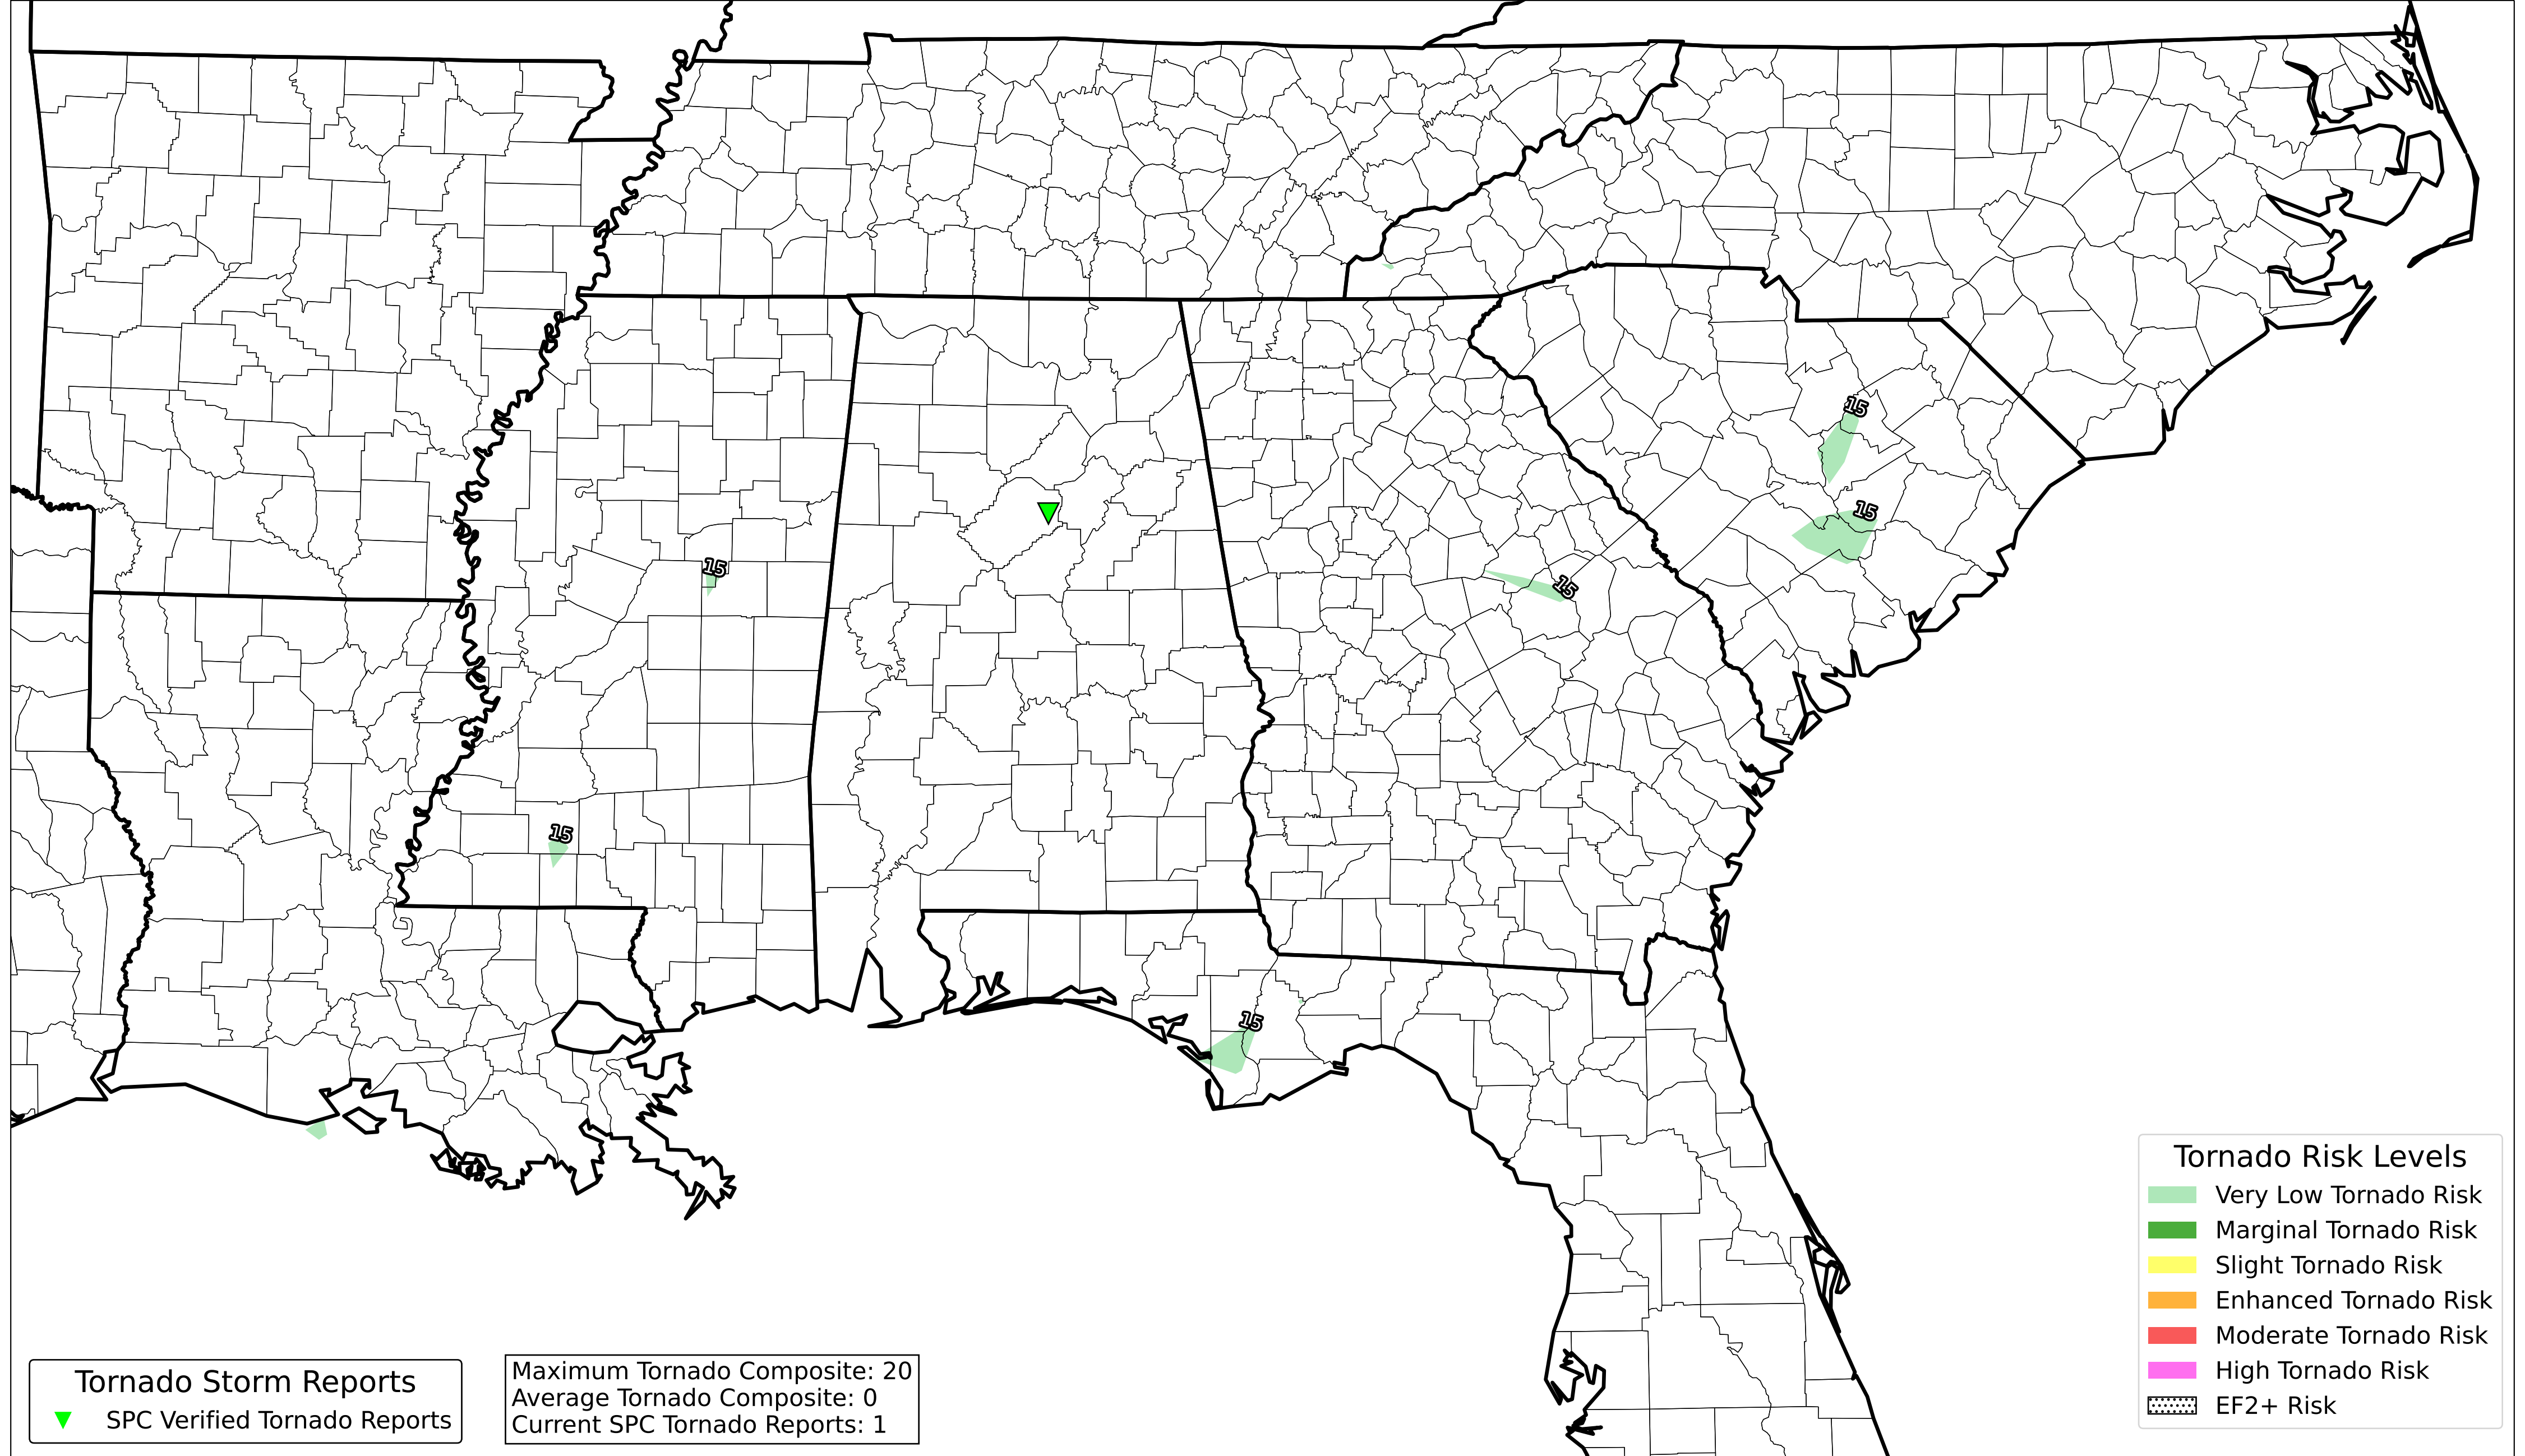 15
15
15
15
15
15
Tornado Storm Reports
SPC Verified Tornado Reports
Maximum Tornado Composite: 20
Average Tornado Composite: 0
Current SPC Tornado Reports: 1
Tornado Risk Levels
Very Low Tornado Risk
Marginal Tornado Risk
Slight Tornado Risk
Enhanced Tornado Risk
Moderate Tornado Risk
High Tornado Risk
EF2+ Risk